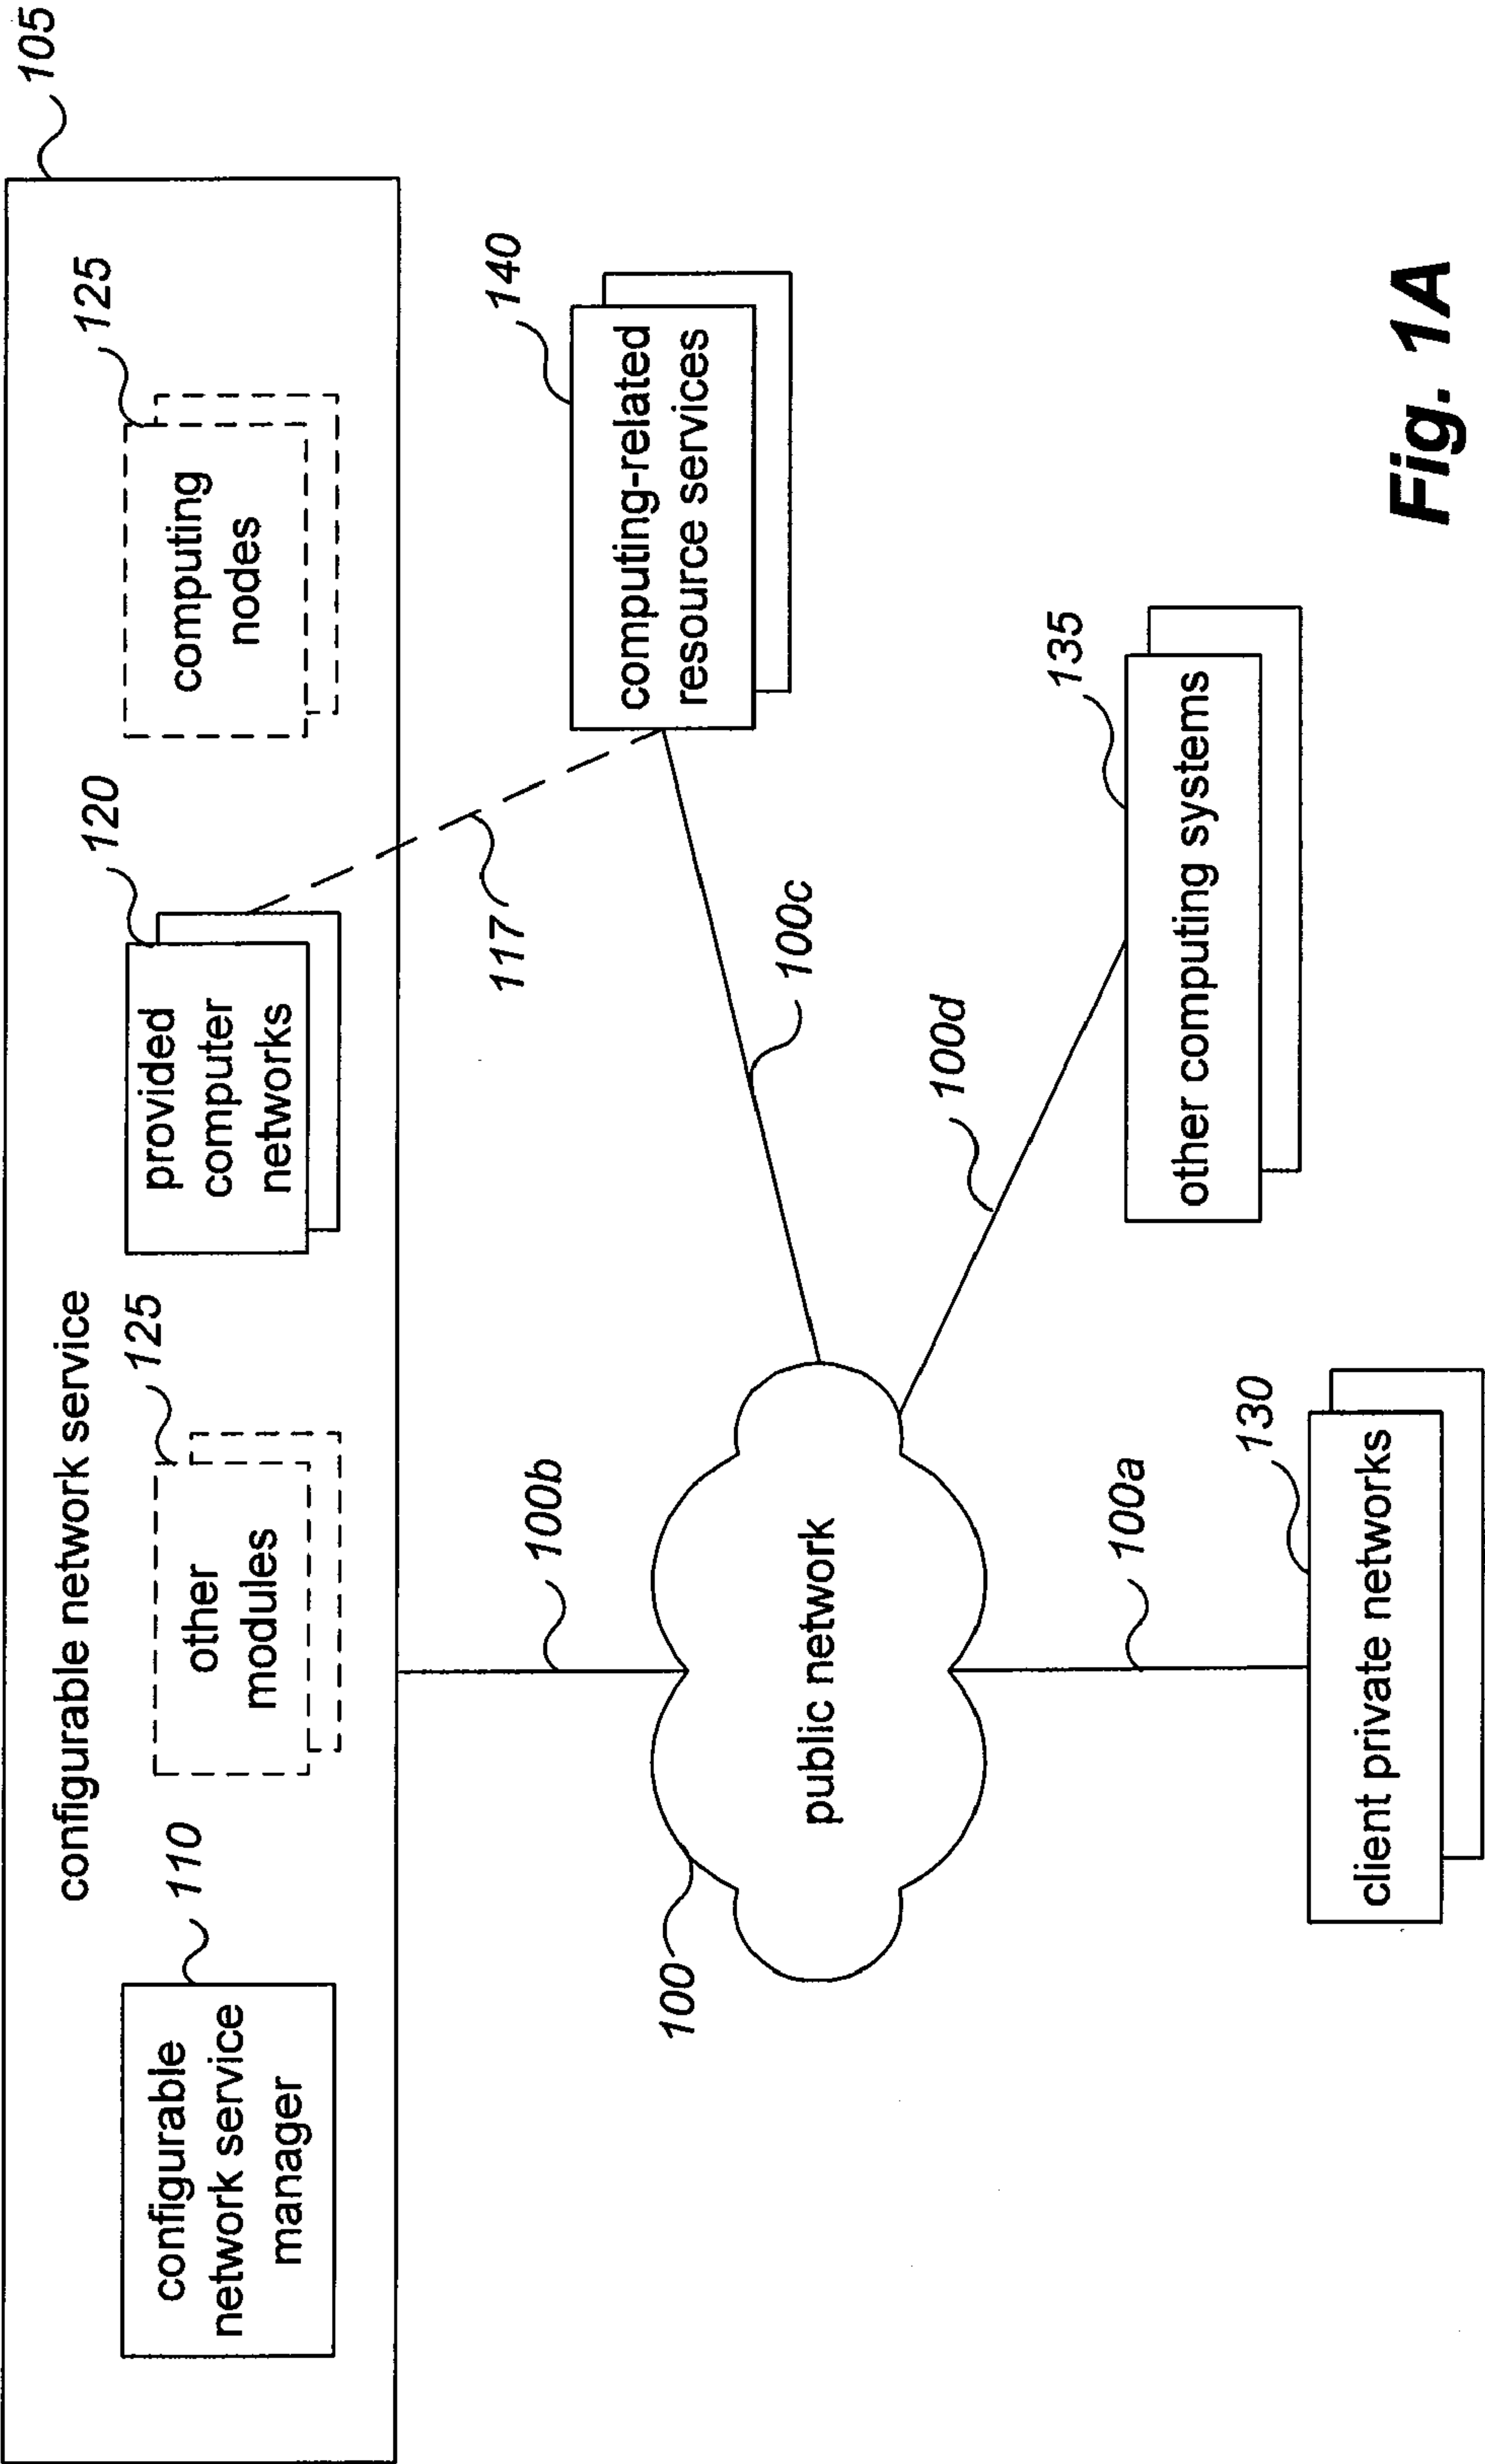 105
configurable network service
110
configurable
network service
manager
125
other
modules
120
provided
computer
networks
125
computing
nodes
117
140
computing-related
resource services
100b
100c
100
public network
100d
135
other computing systems
100a
130
client private networks
Fig. 1A